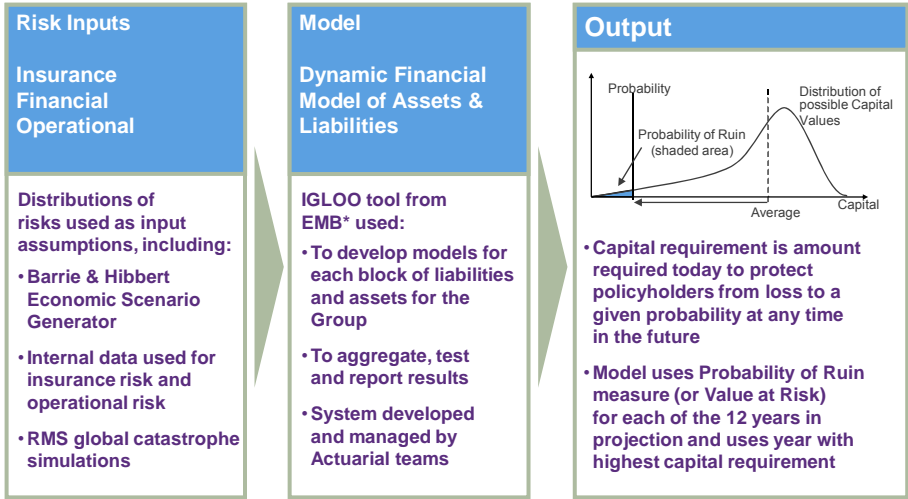 Risk Inputs
Insurance
Financial
Operational
Distributions of
risks used as input
assumptions, including:
• Barrie & Hibbert
Economic Scenario
Generator
• Internal data used for
insurance risk and
operational risk
• RMS global catastrophe
simulations
Model
Dynamic Financial
Model of Assets &
Liabilities
IGLOO tool from
EMB* used:
• To develop models for
each block of liabilities
and assets for the
Group
• To aggregate, test
and report results
• System developed
and managed by
Actuarial teams
Output
Probability
Distribution of
possible Capital
Values
Probability of Ruin
(shaded area)
Average
Capital
• Capital requirement is amount
required today to protect
policyholders from loss to a
given probability at any time
in the future
• Model uses Probability of Ruin
measure (or Value at Risk)
for each of the 12 years in
projection and uses year with
highest capital requirement